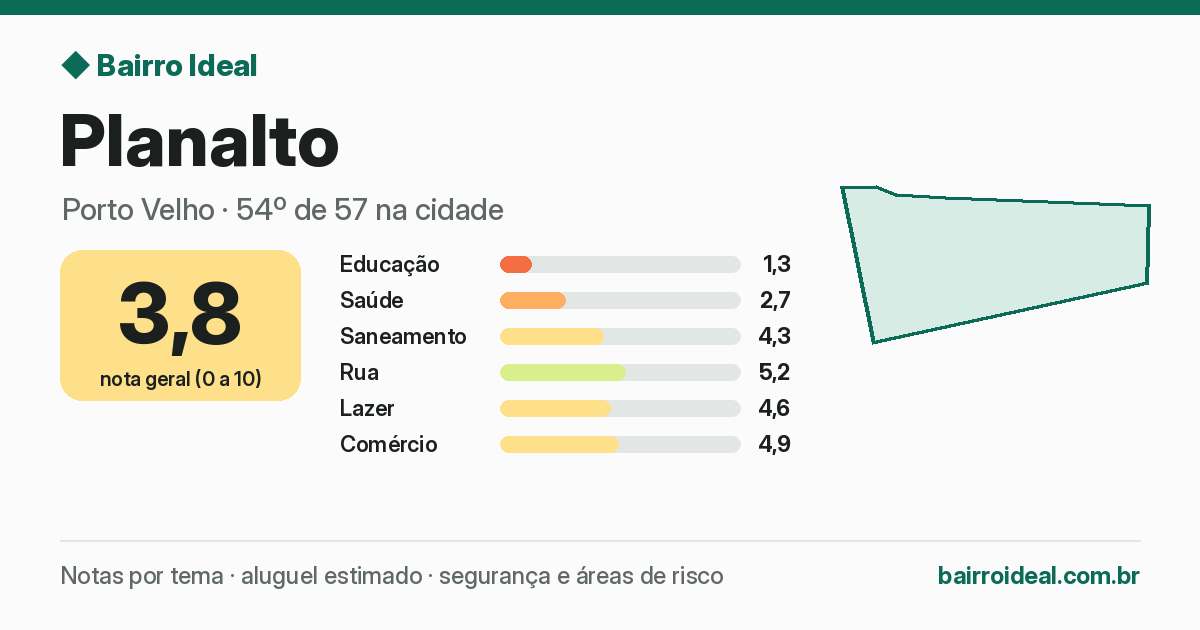 Bairro Ideal
Planalto
Porto Velho · 54º de 57 na cidade
3,8
nota geral (0 a 10)
Educação 1,3
Saúde 2,7
Saneamento 4,3
Rua 5,2
Lazer 4,6
Comércio 4,9
Notas por tema · aluguel estimado · segurança e áreas de risco
bairroideal.com.br